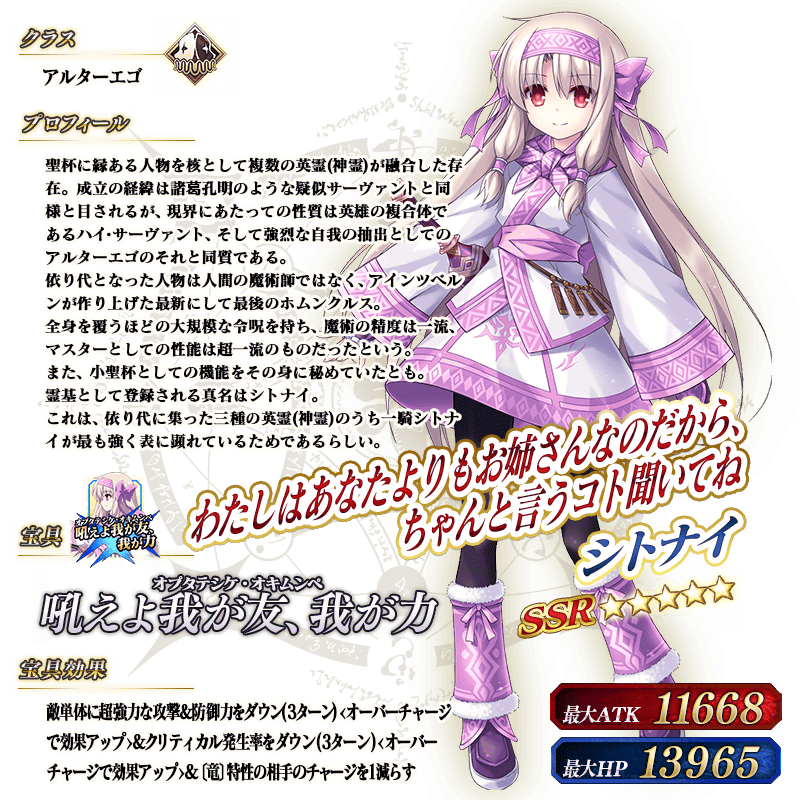 クラス
アルターエゴ
プロフィール
聖杯に縁ある人物を核として複数の英霊(神霊)が融合した存
在。成立の経緯は諸葛孔明のような疑似サーヴァントと同
様と目されるが、現界にあたっての性質は英雄の複合体で
あるハイ・サーヴァント、そして強烈な自我の抽出としての
アルターエゴのそれと同質である。
依り代となった人物は人間の魔術師ではなく、アインツベル
ンが作り上げた最新にして最後のホムンクルス。
全身を覆うほどの大規模な令呪を持ち、魔術の精度は一流、
マスターとしての性能は超一流のものだったという。
また、小聖杯としての機能をその身に秘めていたとも。
霊基として登録される真名はシトナイ。
これは、依り代に集った三種の英霊(神霊)のうち一騎シトナ
イが最も強く表に顕れているためであるらしい。
わたしはあなたよりもお姉さんなのだから、
ちゃんと言うコト聞いてね
シトナイ
SSR
宝具
オプタテシケ・オキムンペ
吼えよ我が友、
我が力
オプタテシケ・オキムンペ
吼えよ我が友、我が力
宝具効果
敵単体に超強力な攻撃&防御力をダウン(3ターン)<オーバーチャージ
で効果アップ>&クリティカル発生率をダウン(3ターン)<オーバー
チャージで効果アップ>&〔竜〕特性の相手のチャージを1減らす
最大ATK 11668
最大HP 13965